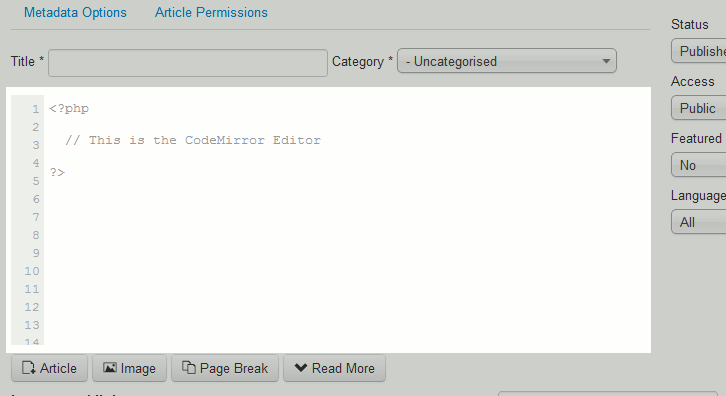 Metadata Options Article Permissions
Status
Title * Category * - Uncategorised
Access
Public
1 <?php
2
3 // This is the CodeMirror Editor
4
5 ?>
6
7
8
9
10
11
12
13
14
Featured
No
Language
All
Article Image Page Break Read More